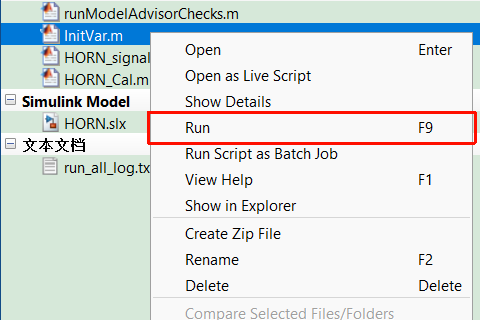 runModelAdvisorChecks.m
InitVar.m
Open Enter
HORN_signal
Open as Live Script
HORN_Cal.m
Show Details
Simulink Model
Run F9
HORN.slx
Run Script as Batch Job
文本文档
View Help F1
run_all_log.tx
Show in Explorer
Create Zip File
Rename F2
Delete Delete
Compare Selected Files/Folders